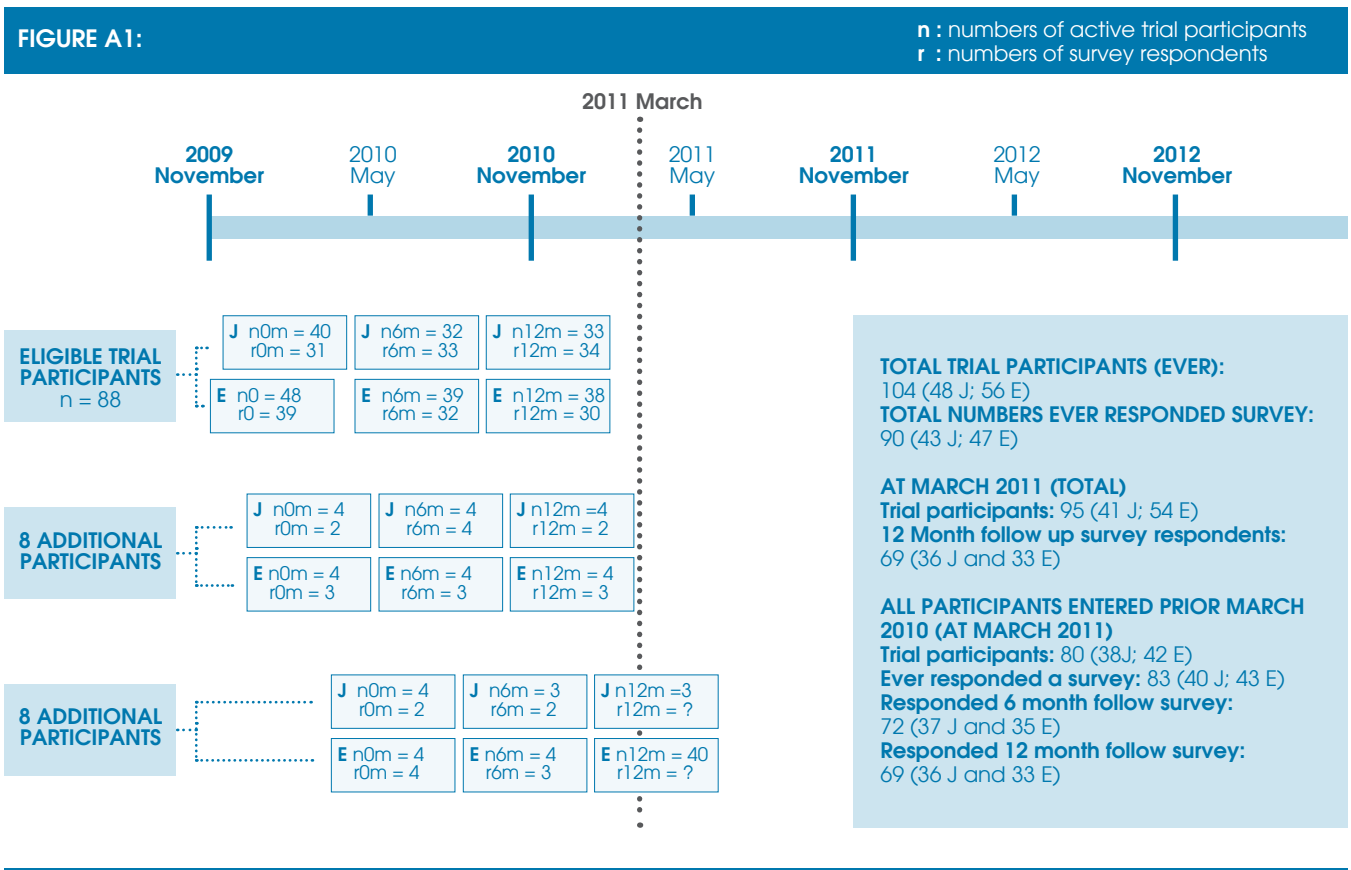 FIGURE A1:
n : numbers of active trial participants
r : numbers of survey respondents
2011 March
2009
November
2010
May
2010
November
2011
May
2011
November
2012
May
2012
November
ELIGIBLE TRIAL
PARTICIPANTS
n = 88
J n0m = 40
r0m = 31
J n6m = 32
r6m = 33
J n12m = 33
r12m = 34
E n0 = 48
r0 = 39
E n6m = 39
r6m = 32
E n12m = 38
r12m = 30
8 ADDITIONAL
PARTICIPANTS
J n0m = 4
r0m = 2
J n6m = 4
r6m = 4
J n12m =4
r12m = 2
E n0m = 4
r0m = 3
E n6m = 4
r6m = 3
E n12m = 4
r12m = 3
8 ADDITIONAL
PARTICIPANTS
J n0m = 4
r0m = 2
J n6m = 3
r6m = 2
J n12m =3
r12m = ?
E n0m = 4
r0m = 4
E n6m = 4
r6m = 3
E n12m = 40
r12m = ?
TOTAL TRIAL PARTICIPANTS (EVER):
104 (48 J; 56 E)
TOTAL NUMBERS EVER RESPONDED SURVEY:
90 (43 J; 47 E)
AT MARCH 2011 (TOTAL)
Trial participants: 95 (41 J; 54 E)
12 Month follow up survey respondents:
69 (36 J and 33 E)
ALL PARTICIPANTS ENTERED PRIOR MARCH
2010 (AT MARCH 2011)
Trial participants: 80 (38J; 42 E)
Ever responded a survey: 83 (40 J; 43 E)
Responded 6 month follow survey:
72 (37 J and 35 E)
Responded 12 month follow survey:
69 (36 J and 33 E)